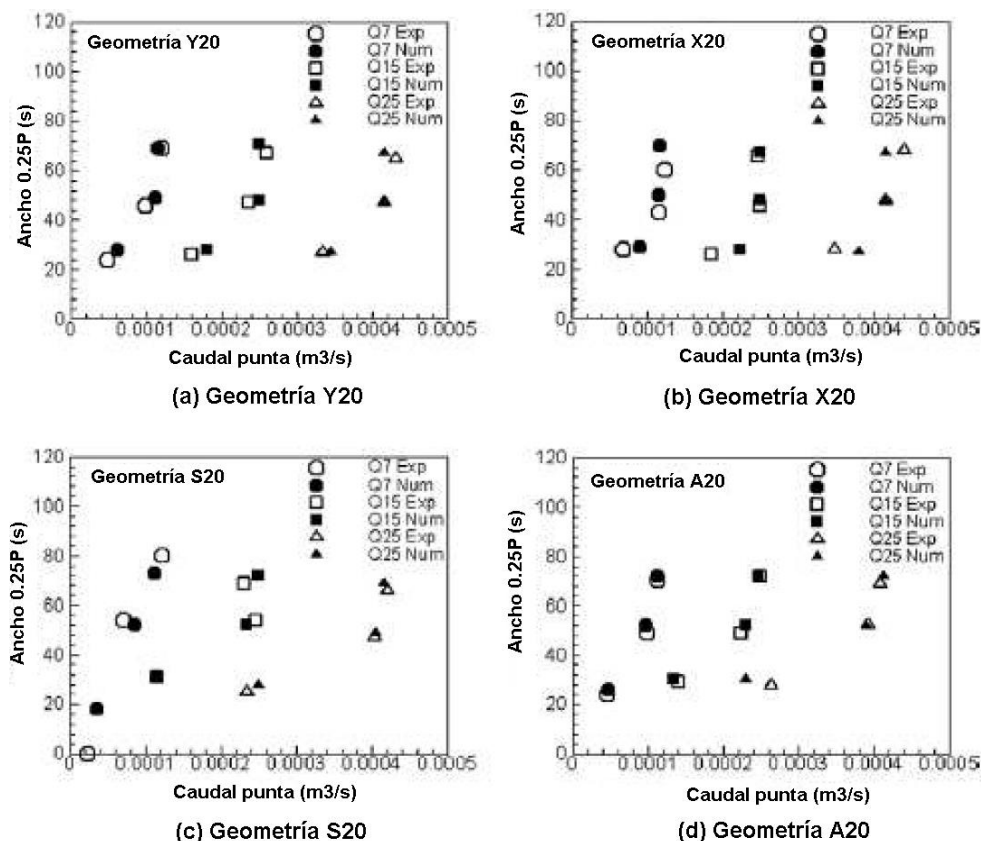 120
100
80
60
40
20
0
Ancho 0.25P (s)
Geometría Y20
Q7 Exp
Q7 Num
Q15 Exp
Q15 Num
Q25 Exp
Q25 Num
0 0.0001 0.0002 0.0003 0.0004 0.0005
Caudal punta (m3/s)
(a) Geometría Y20
120
100
80
60
40
20
0
Ancho 0.25P (s)
Geometría X20
Q7 Exp
Q7 Num
Q15 Exp
Q15 Num
Q25 Exp
Q25 Num
0 0.0001 0.0002 0.0003 0.0004 0.0005
Caudal punta (m3/s)
(b) Geometría X20
120
100
80
60
40
20
0
Ancho 0.25P (s)
Geometría S20
Q7 Exp
Q7 Num
Q15 Exp
Q15 Num
Q25 Exp
Q25 Num
0 0.0001 0.0002 0.0003 0.0004 0.0005
Caudal punta (m3/s)
(c) Geometría S20
120
100
80
60
40
20
0
Ancho 0.25P (s)
Geometría A20
Q7 Exp
Q7 Num
Q15 Exp
Q15 Num
Q25 Exp
Q25 Num
0 0.0001 0.0002 0.0003 0.0004 0.0005
Caudal punta (m3/s)
(d) Geometría A20